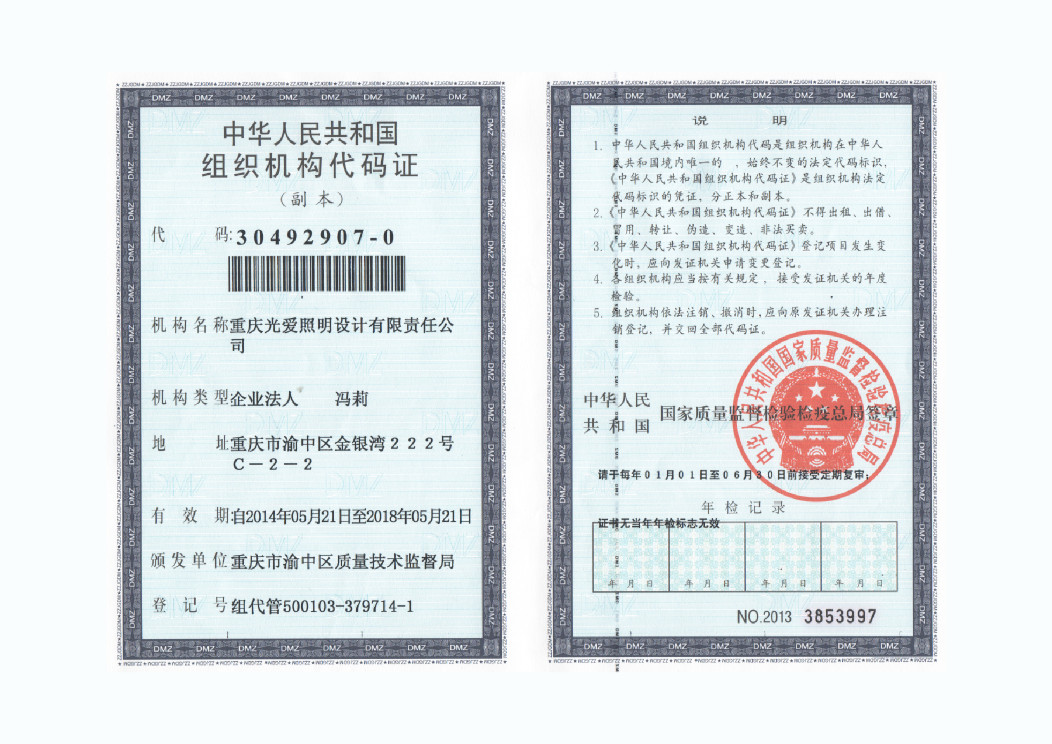 中华人民共和国
组织机构代码证
（副本）
代 码:30492907-0
机构名称:重庆光爱照明设计有限责任公
司
机构类型:企业法人 冯莉
地 址:重庆市渝中区金银湾２２２号
Ｃ－２－２
有 效 期:自2014年05月21日至2018年05月21日
颁发单位:重庆市渝中区质量技术监督局
登 记 号:组代管500103-379714-1
说 明
1. 中华人民共和国组织机构代码是组织机构在中华人
民共和国境内唯一的 、始终不变的法定代码标识，
《中华人民共和国组织机构代码证》是组织机构法定
代码标识的凭证，分正本和副本。
2.《中华人民共和国组织机构代码证》不得出租、出借、
冒用、转让、伪造、变造、非法买卖。
3.《中华人民共和国组织机构代码证》登记项目发生变
化时，应向发证机关申请变更登记。
4. 各组织机构应当按有关规定，接受发证机关的年度
检验。
5. 组织机构依法注销、撤消时，应向原发证机关办理注
销登记，并交回全部代码证。
中华人民
共和国
国家质量监督检验检疫总局签章
中华人民共和国国家质量监督检验检疫总局
请于每年０１月０１日至０６月３０日前接受定期复审；
年检记录
证书无当年年检标志无效
年 月 日 年 月 日 年 月 日 年 月 日
NO.2013 3853997